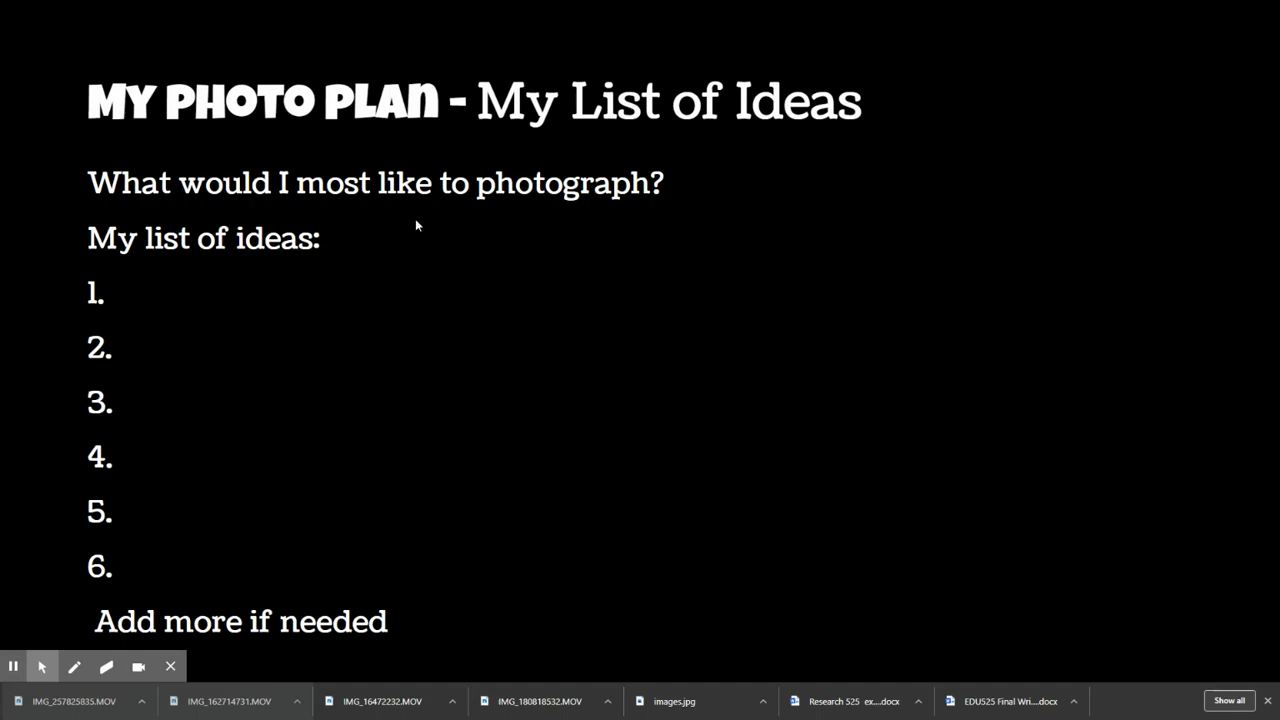 MY PHOTO PLAN - My List of Ideas
What would I most like to photograph?
My list of ideas:
1.
2.
3.
4.
5.
6.
Add more if needed
IMG_257825835.MOV IMG_162714731.MOV IMG_16472232.MOV IMG_180818532.MOV images.jpg Research 525 ex....docx EDU525 Final Wri....docx Show all